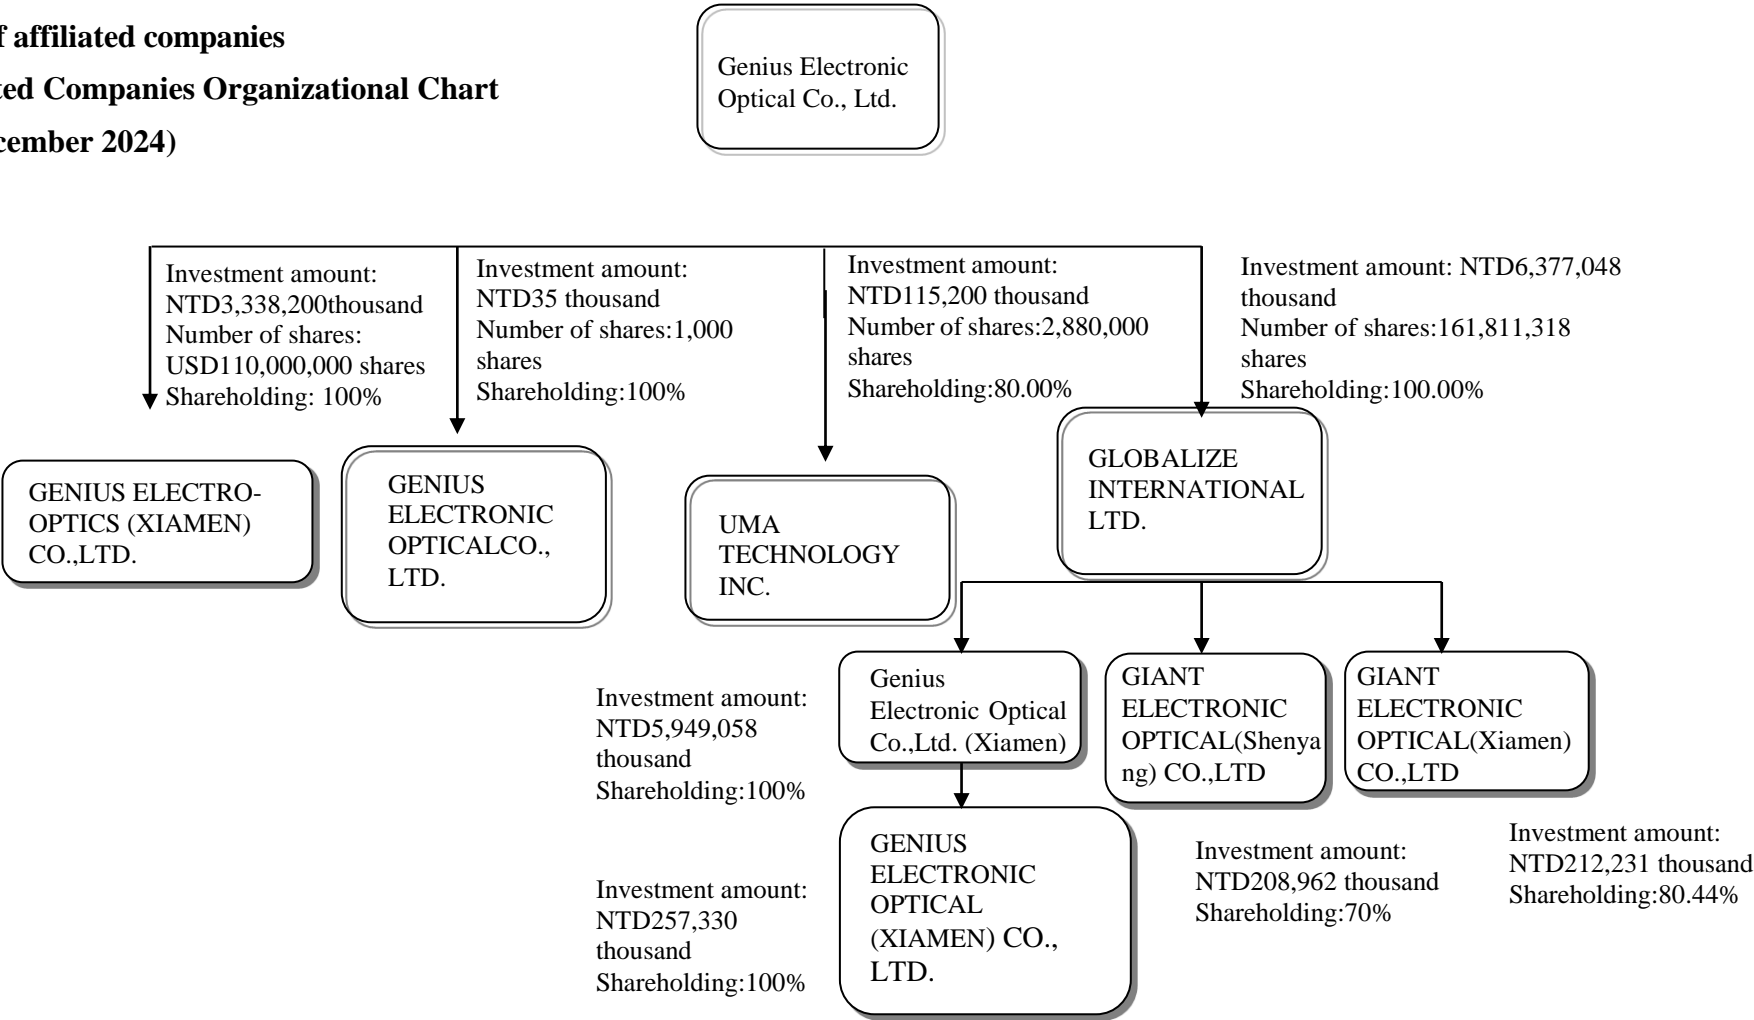 f affiliated companies
ted Companies Organizational Chart
cember 2024)
Genius Electronic
Optical Co., Ltd.
Investment amount:
NTD3,338,200thousand
Number of shares:
USD110,000,000 shares
Shareholding: 100%
Investment amount:
NTD35 thousand
Number of shares:1,000
shares
Shareholding:100%
Investment amount:
NTD115,200 thousand
Number of shares:2,880,000
shares
Shareholding:80.00%
Investment amount: NTD6,377,048
thousand
Number of shares:161,811,318
shares
Shareholding:100.00%
GENIUS ELECTRO-
OPTICS (XIAMEN)
CO.,LTD.
GENIUS
ELECTRONIC
OPTICALCO.,
LTD.
UMA
TECHNOLOGY
INC.
GLOBALIZE
INTERNATIONAL
LTD.
Investment amount:
NTD5,949,058
thousand
Shareholding:100%
Genius
Electronic Optical
Co.,Ltd. (Xiamen)
GIANT
ELECTRONIC
OPTICAL(Shenya
ng) CO.,LTD
GIANT
ELECTRONIC
OPTICAL(Xiamen)
CO.,LTD
Investment amount:
NTD257,330
thousand
Shareholding:100%
GENIUS
ELECTRONIC
OPTICAL
(XIAMEN) CO.,
LTD.
Investment amount:
NTD208,962 thousand
Shareholding:70%
Investment amount:
NTD212,231 thousand
Shareholding:80.44%